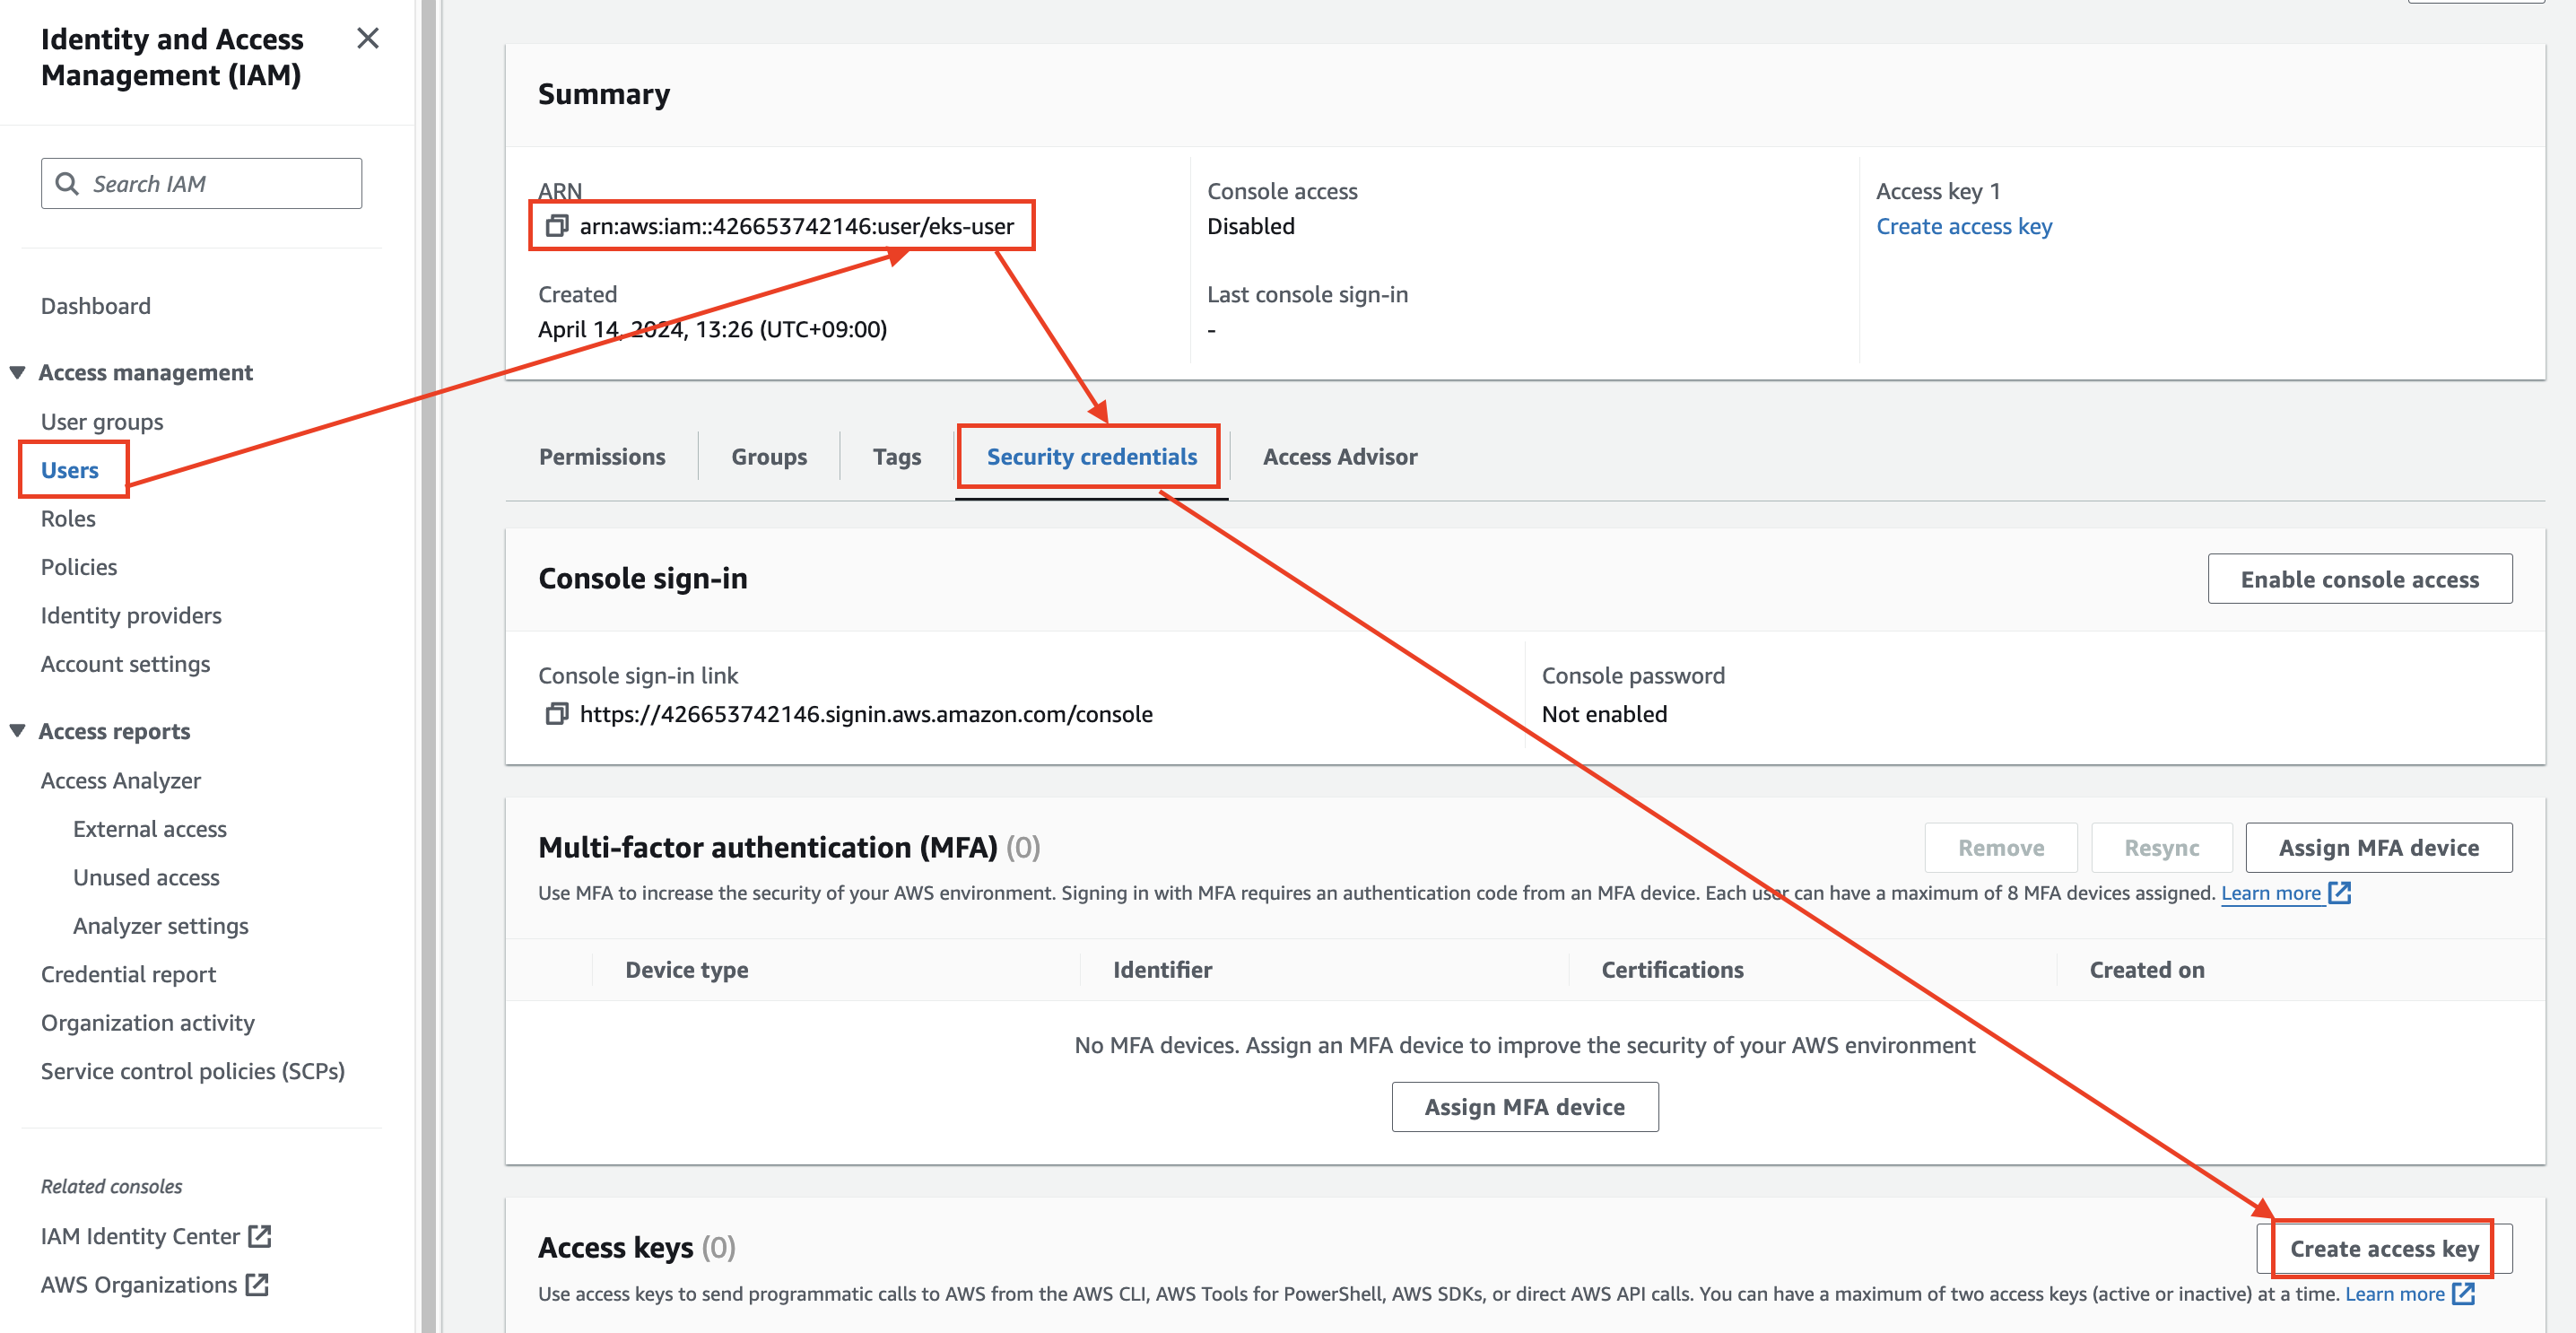 Identity and Access
Management (IAM)
Search IAM
Dashboard
Access management
User groups
Users
Roles
Policies
Identity providers
Account settings
Access reports
Access Analyzer
External access
Unused access
Analyzer settings
Credential report
Organization activity
Service control policies (SCPs)
Related consoles
IAM Identity Center
AWS Organizations
Summary
ARN
arn:aws:iam::426653742146:user/eks-user
Console access
Disabled
Access key 1
Create access key
Created
April 14, 2024, 13:26 (UTC+09:00)
Last console sign-in
-
Permissions
Groups
Tags
Security credentials
Access Advisor
Console sign-in
Enable console access
Console sign-in link
https://426653742146.signin.aws.amazon.com/console
Console password
Not enabled
Multi-factor authentication (MFA) (0)
Remove
Resync
Assign MFA device
Use MFA to increase the security of your AWS environment. Signing in with MFA requires an authentication code from an MFA device. Each user can have a maximum of 8 MFA devices assigned. Learn more
Device type
Identifier
Certifications
Created on
No MFA devices. Assign an MFA device to improve the security of your AWS environment
Assign MFA device
Access keys (0)
Create access key
Use access keys to send programmatic calls to AWS from the AWS CLI, AWS Tools for PowerShell, AWS SDKs, or direct AWS API calls. You can have a maximum of two access keys (active or inactive) at a time. Learn more